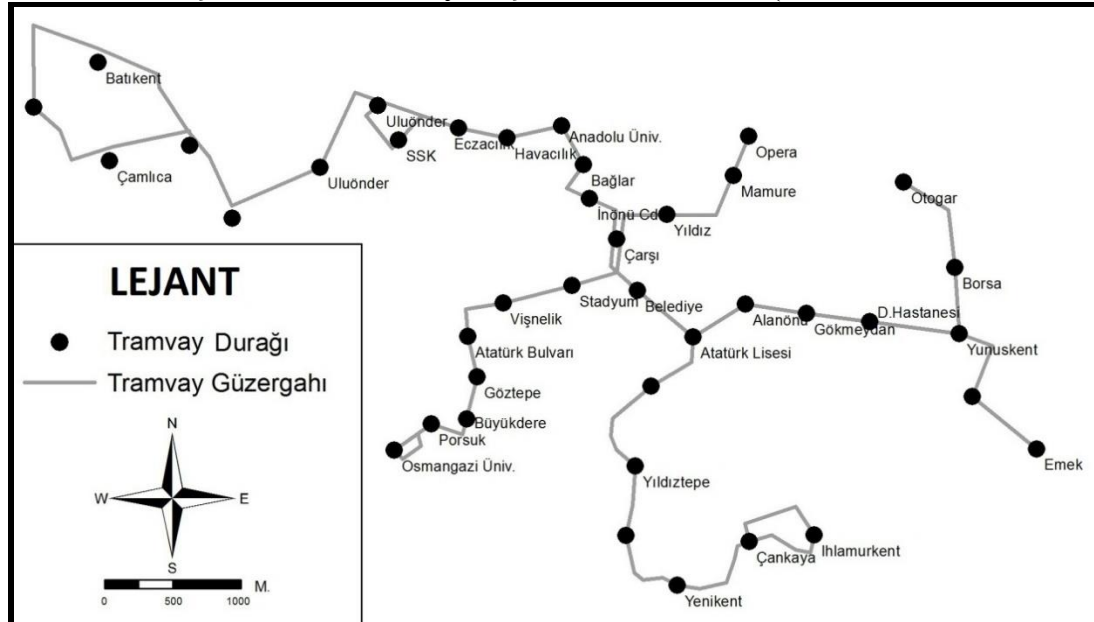 Batıkent
Çamlıca
Uluönder
Uluönder
SSK
Eczacılık
Havacılık
Anadolu Üniv.
Bağlar
İnönü Cd
Çarşı
Yıldız
Opera
Mamure
Otogar
Borsa
Stadyum
Belediye
Vişnelik
Atatürk Bulvarı
Göztepe
Büyükdere
Porsuk
Osmangazi Üniv.
Atatürk Lisesi
Alanönü
Gökmeydan
D.Hastanesi
Yunuskent
Emek
Yıldıztepe
Çankaya
Ihlamurkent
Yenikent
LEJANT
Tramvay Durağı
Tramvay Güzergahı
N
W
E
S
M.
0 500 1000